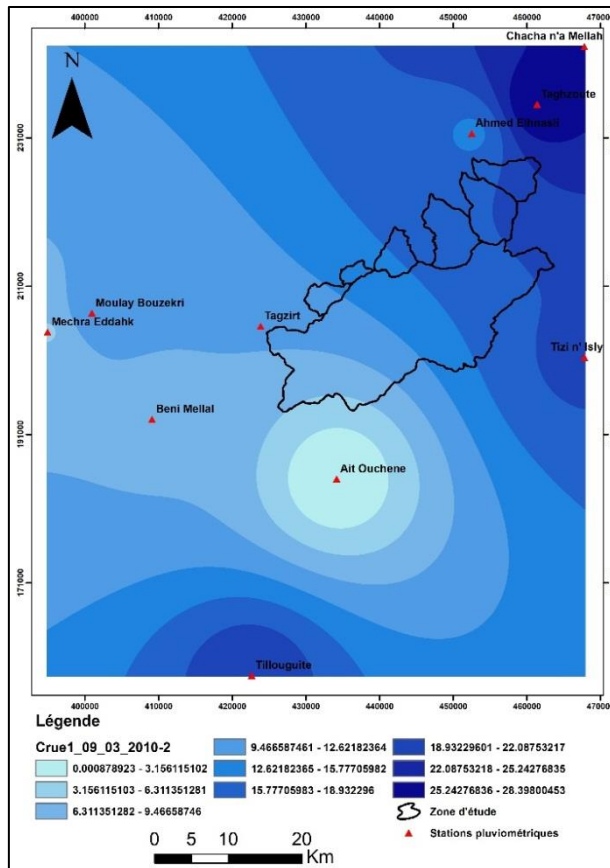 Chacha n'a Mellah
N
Taghzoute
Ahmed Elhnasli
231000
211000
Moulay Bouzekri
Mechra Eddahk
Tagzirt
Tizi n' Isly
Beni Mellal
191000
Ait Ouchene
171000
Tillouguite
400000 410000 420000 430000 440000 450000 460000 47000
Légende
Crue1_09_03_2010-2
0.000878923 - 3.156115102
3.156115103 - 6.311351281
6.311351282 - 9.46658746
9.466587461 - 12.62182364
12.62182365 - 15.77705982
15.77705983 - 18.932296
18.93229601 - 22.08753217
22.08753218 - 25.24276835
25.24276836 - 28.39800453
Zone d'étude
Stations pluviométriques
0 5 10 20
Km